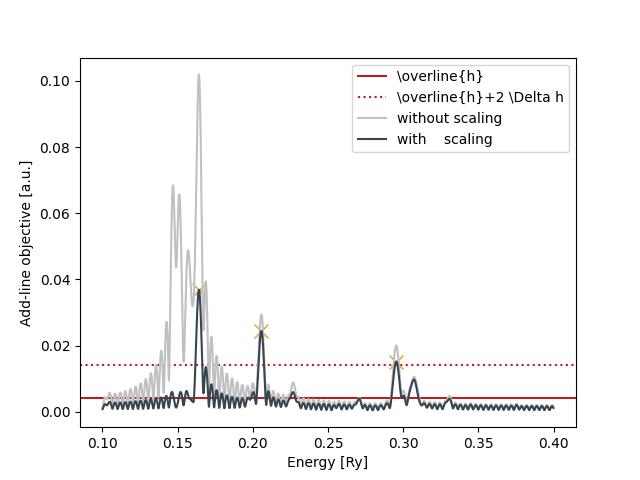 \overline{h}
\overline{h}+2 \Delta h
without scaling
with    scaling
Add-line objective [a.u.]
0.10
0.08
0.06
0.04
0.02
0.00
0.10 0.15 0.20 0.25 0.30 0.35 0.40
Energy [Ry]